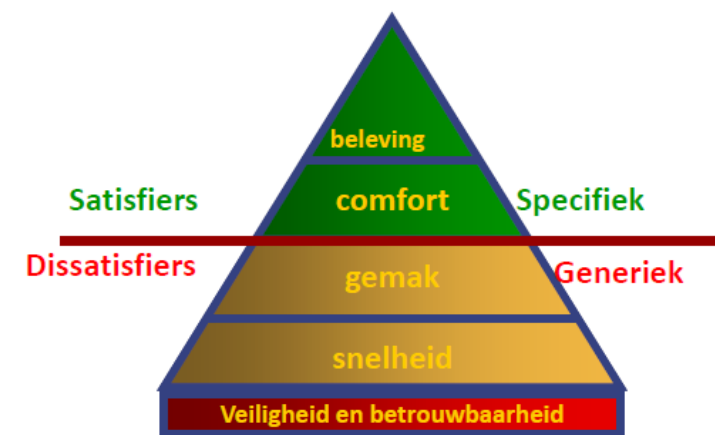 beleving
Satisfiers
comfort
Specifiek
Dissatisfiers
gemak
Generiek
snelheid
Veiligheid en betrouwbaarheid